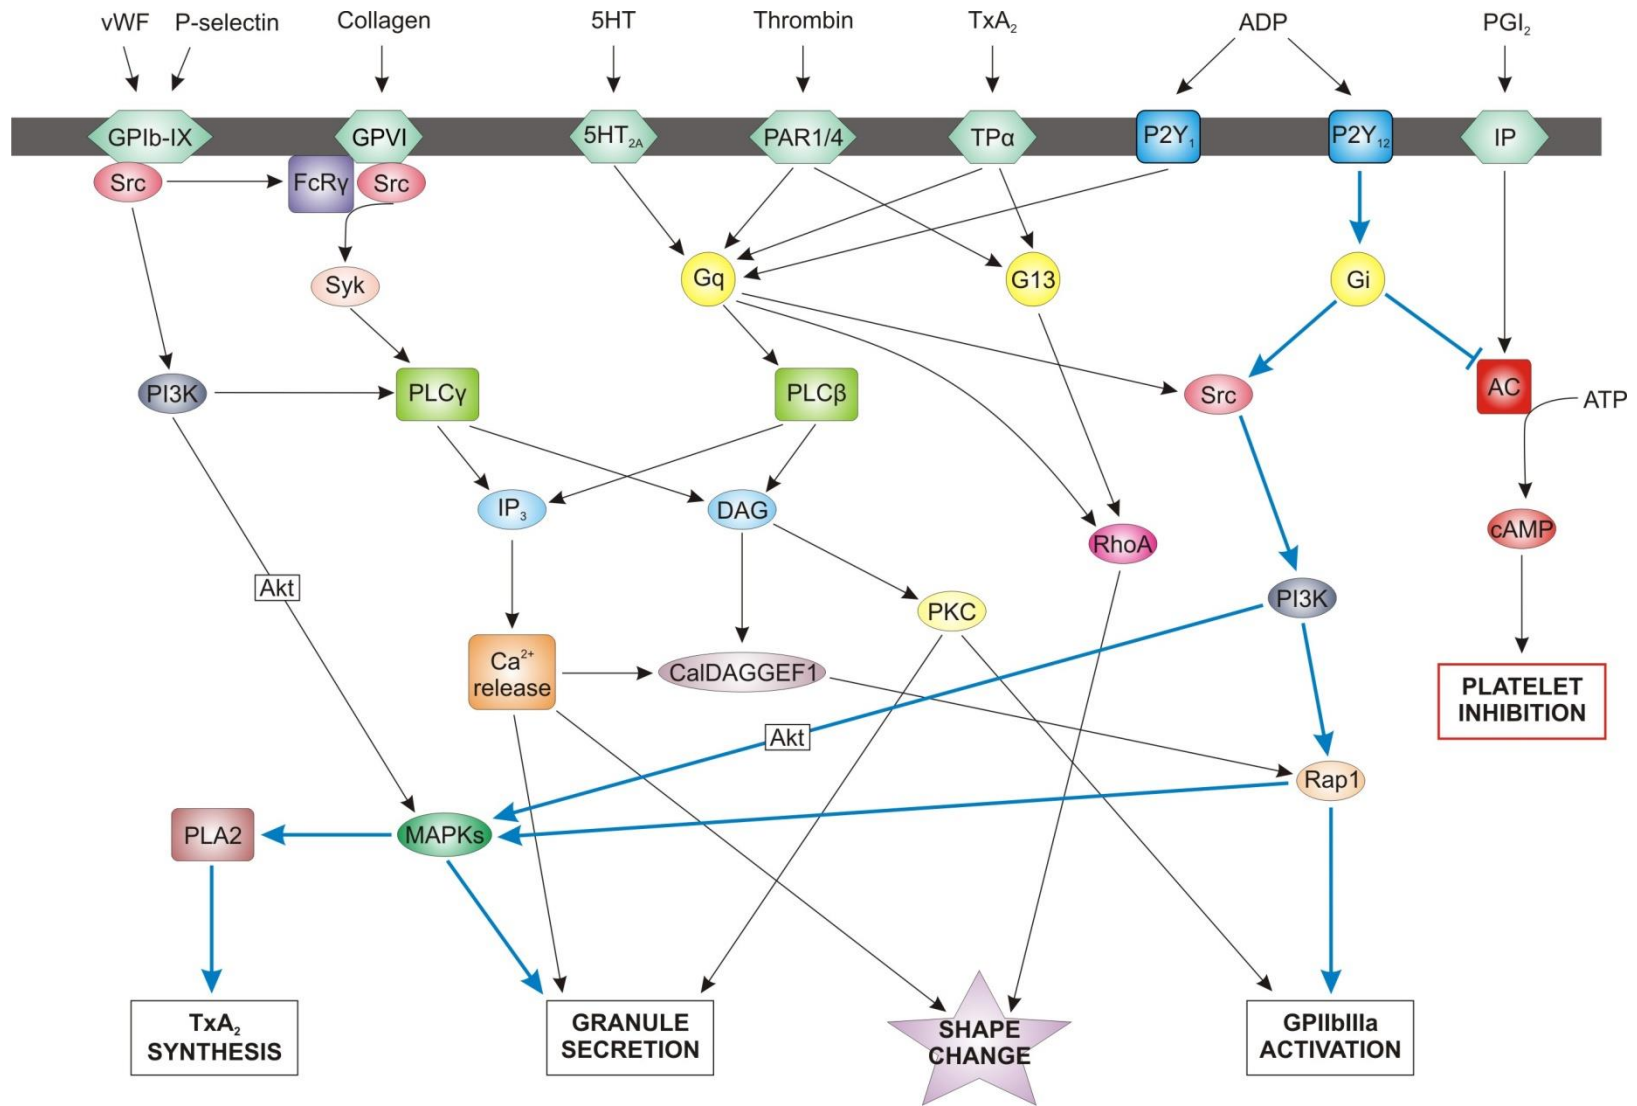 vWF
P-selectin
Collagen
5HT
Thrombin
TxA₂
ADP
PGI₂
GPIb-IX
GPVI
5HT₂A
PAR1/4
TPα
P2Y₁
P2Y₁₂
IP
Src
FcRγ
Src
Syk
Gq
G13
Gi
PI3K
PLCγ
PLCβ
Src
AC
ATP
IP₃
DAG
RhoA
cAMP
Akt
PKC
PI3K
Ca²⁺
release
CalDAGGEF1
PLATELET
INHIBITION
Akt
Rap1
PLA2
MAPKs
TxA₂
SYNTHESIS
GRANULE
SECRETION
SHAPE
CHANGE
GPIIbIIIa
ACTIVATION